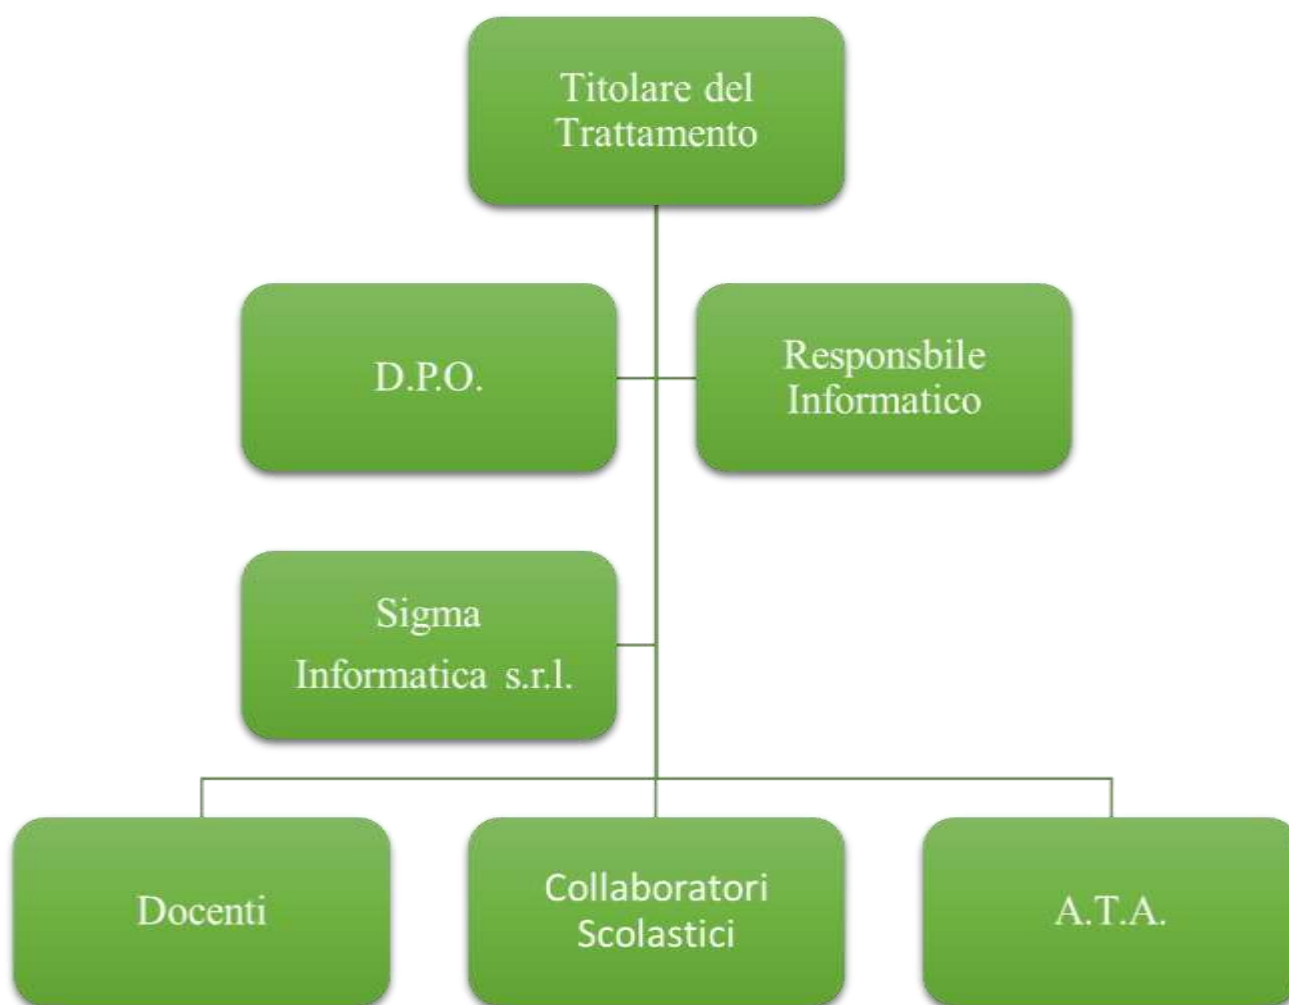 Titolare del
Trattamento
D.P.O.
Responsbile
Informatico
Sigma
Informatica s.r.l.
Docenti
Collaboratori
Scolastici
A.T.A.